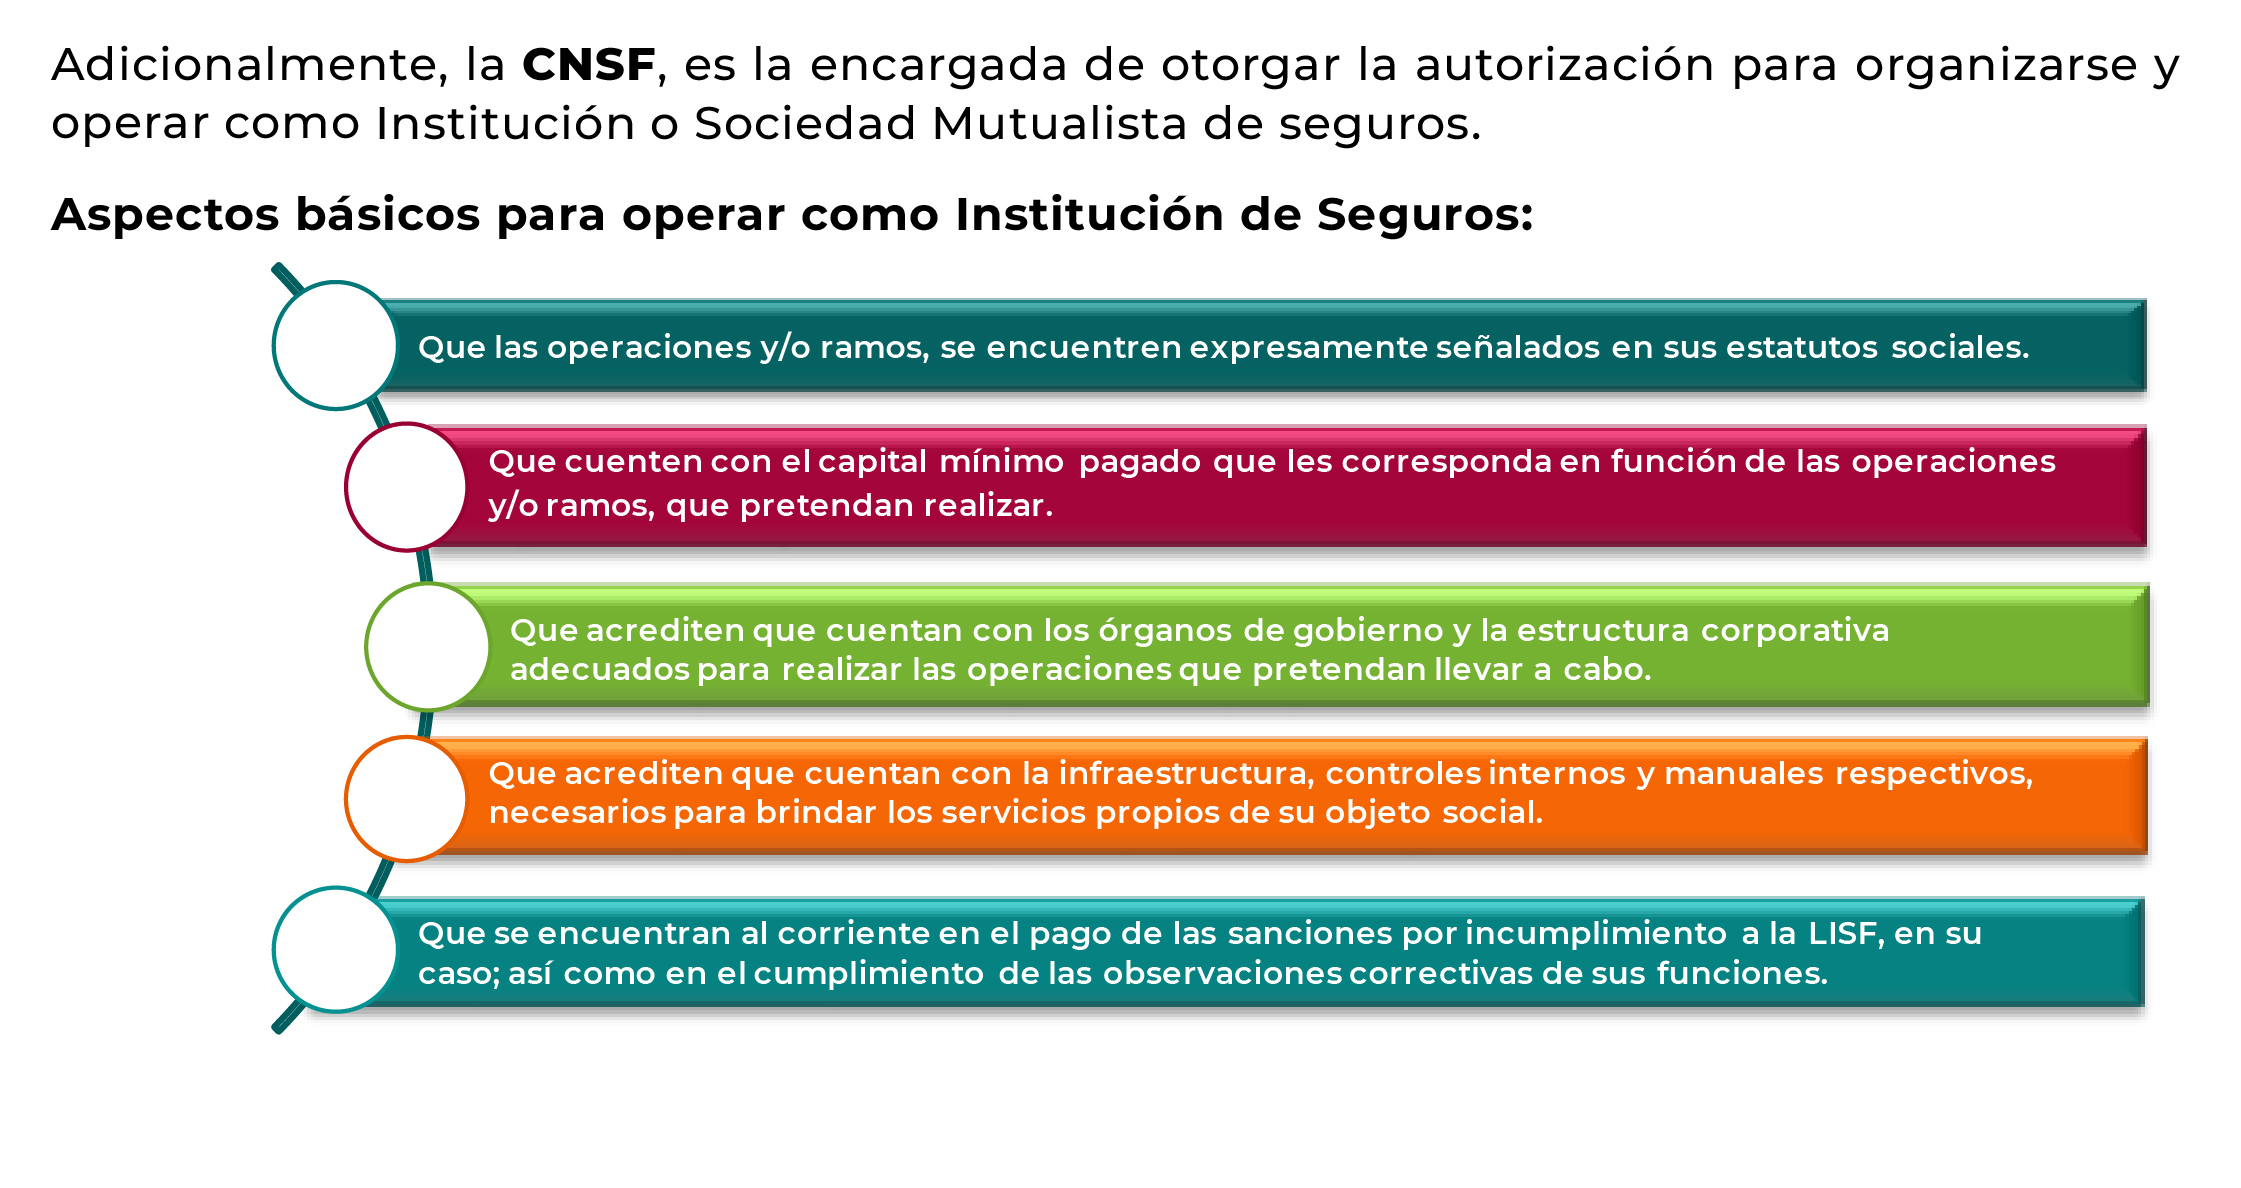 Adicionalmente, la CNSF, es la encargada de otorgar la autorización para organizarse y
operar como Institución o Sociedad Mutualista de seguros.
Aspectos básicos para operar como Institución de Seguros:
Que las operaciones y/o ramos, se encuentren expresamente señalados en sus estatutos sociales.
Que cuenten con el capital mínimo pagado que les corresponda en función de las operaciones
y/o ramos, que pretendan realizar.
Que acrediten que cuentan con los órganos de gobierno y la estructura corporativa
adecuados para realizar las operaciones que pretendan llevar a cabo.
Que acrediten que cuentan con la infraestructura, controles internos y manuales respectivos,
necesarios para brindar los servicios propios de su objeto social.
Que se encuentran al corriente en el pago de las sanciones por incumplimiento a la LISF, en su
caso; así como en el cumplimiento de las observaciones correctivas de sus funciones.